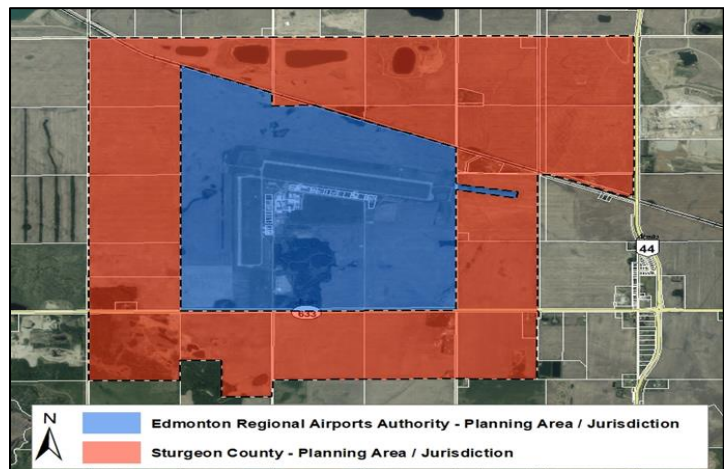 44
633
N
Edmonton Regional Airports Authority - Planning Area / Jurisdiction
Sturgeon County - Planning Area / Jurisdiction